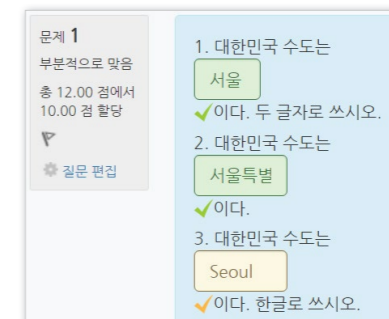 문제 1
부분적으로 맞음
총 12.00 점에서
10.00 점 할당
질문 편집
1. 대한민국 수도는
서울
이다. 두 글자로 쓰시오.
2. 대한민국 수도는
서울특별
이다.
3. 대한민국 수도는
Seoul
이다. 한글로 쓰시오.